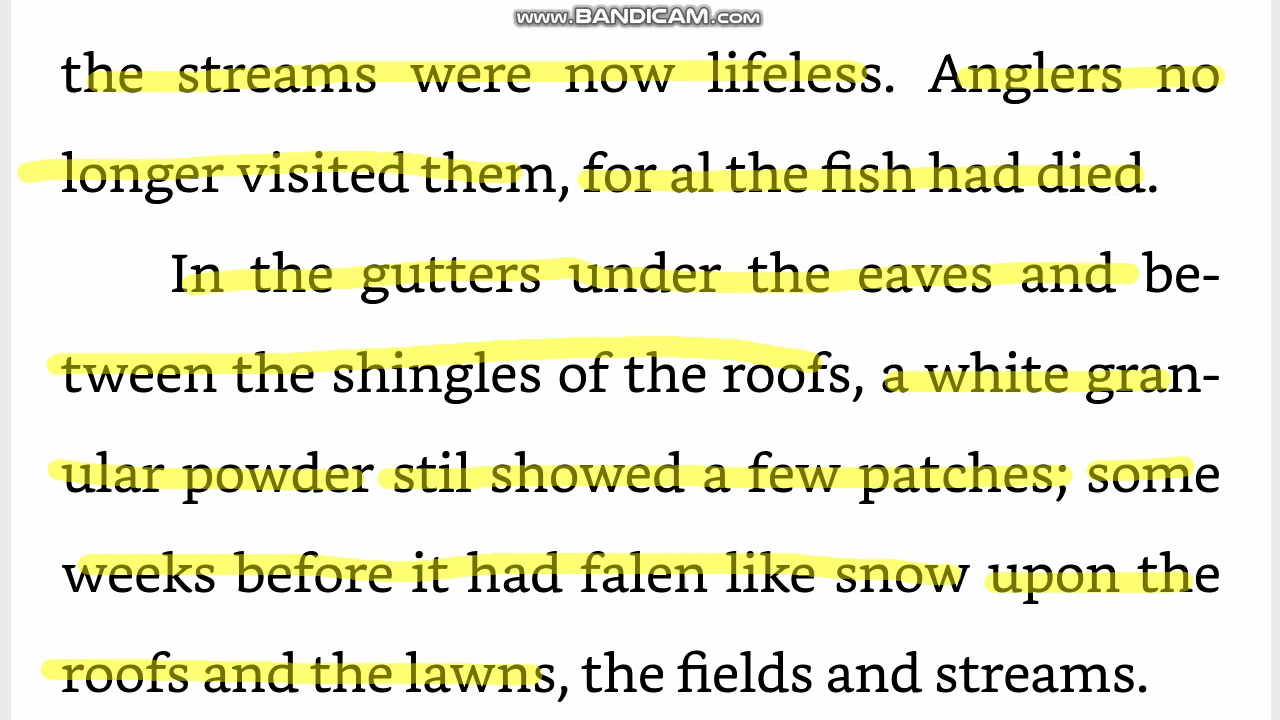 www.BANDICAM.com
the streams were now lifeless. Anglers no
longer visited them, for al the fish had died.
In the gutters under the eaves and be-
tween the shingles of the roofs, a white gran-
ular powder stil showed a few patches; some
weeks before it had falen like snow upon the
roofs and the lawns, the fields and streams.